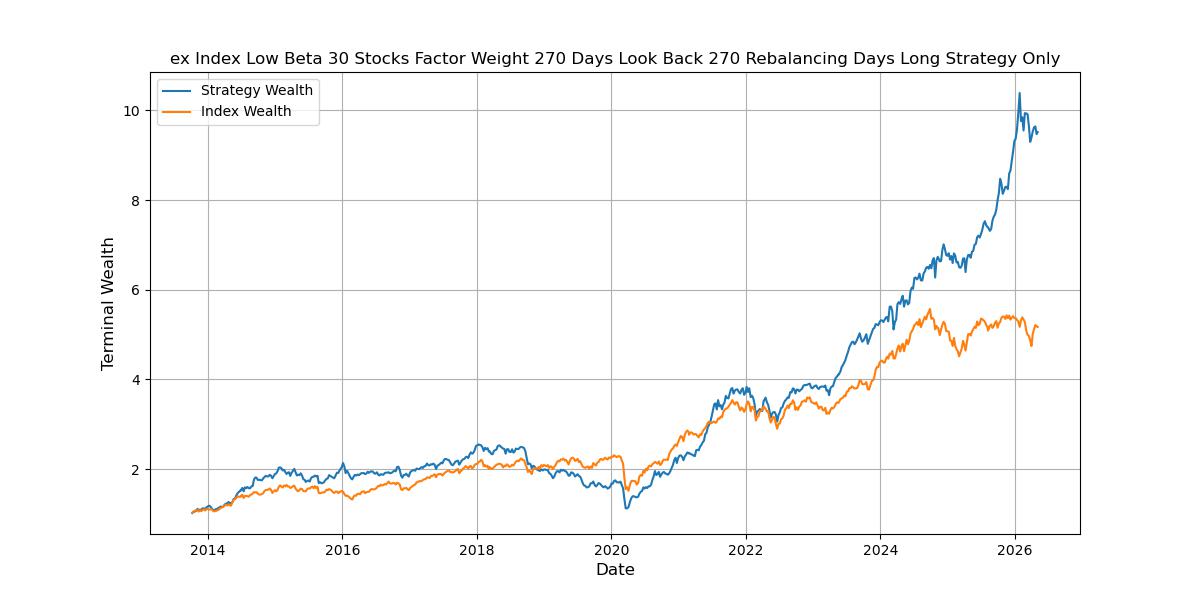 ex Index Low Beta 30 Stocks Factor Weight 270 Days Look Back 270 Rebalancing Days Long Strategy Only
Strategy Wealth
Index Wealth
Terminal Wealth
10
8
6
4
2
2014 2016 2018 2020 2022 2024 2026
Date